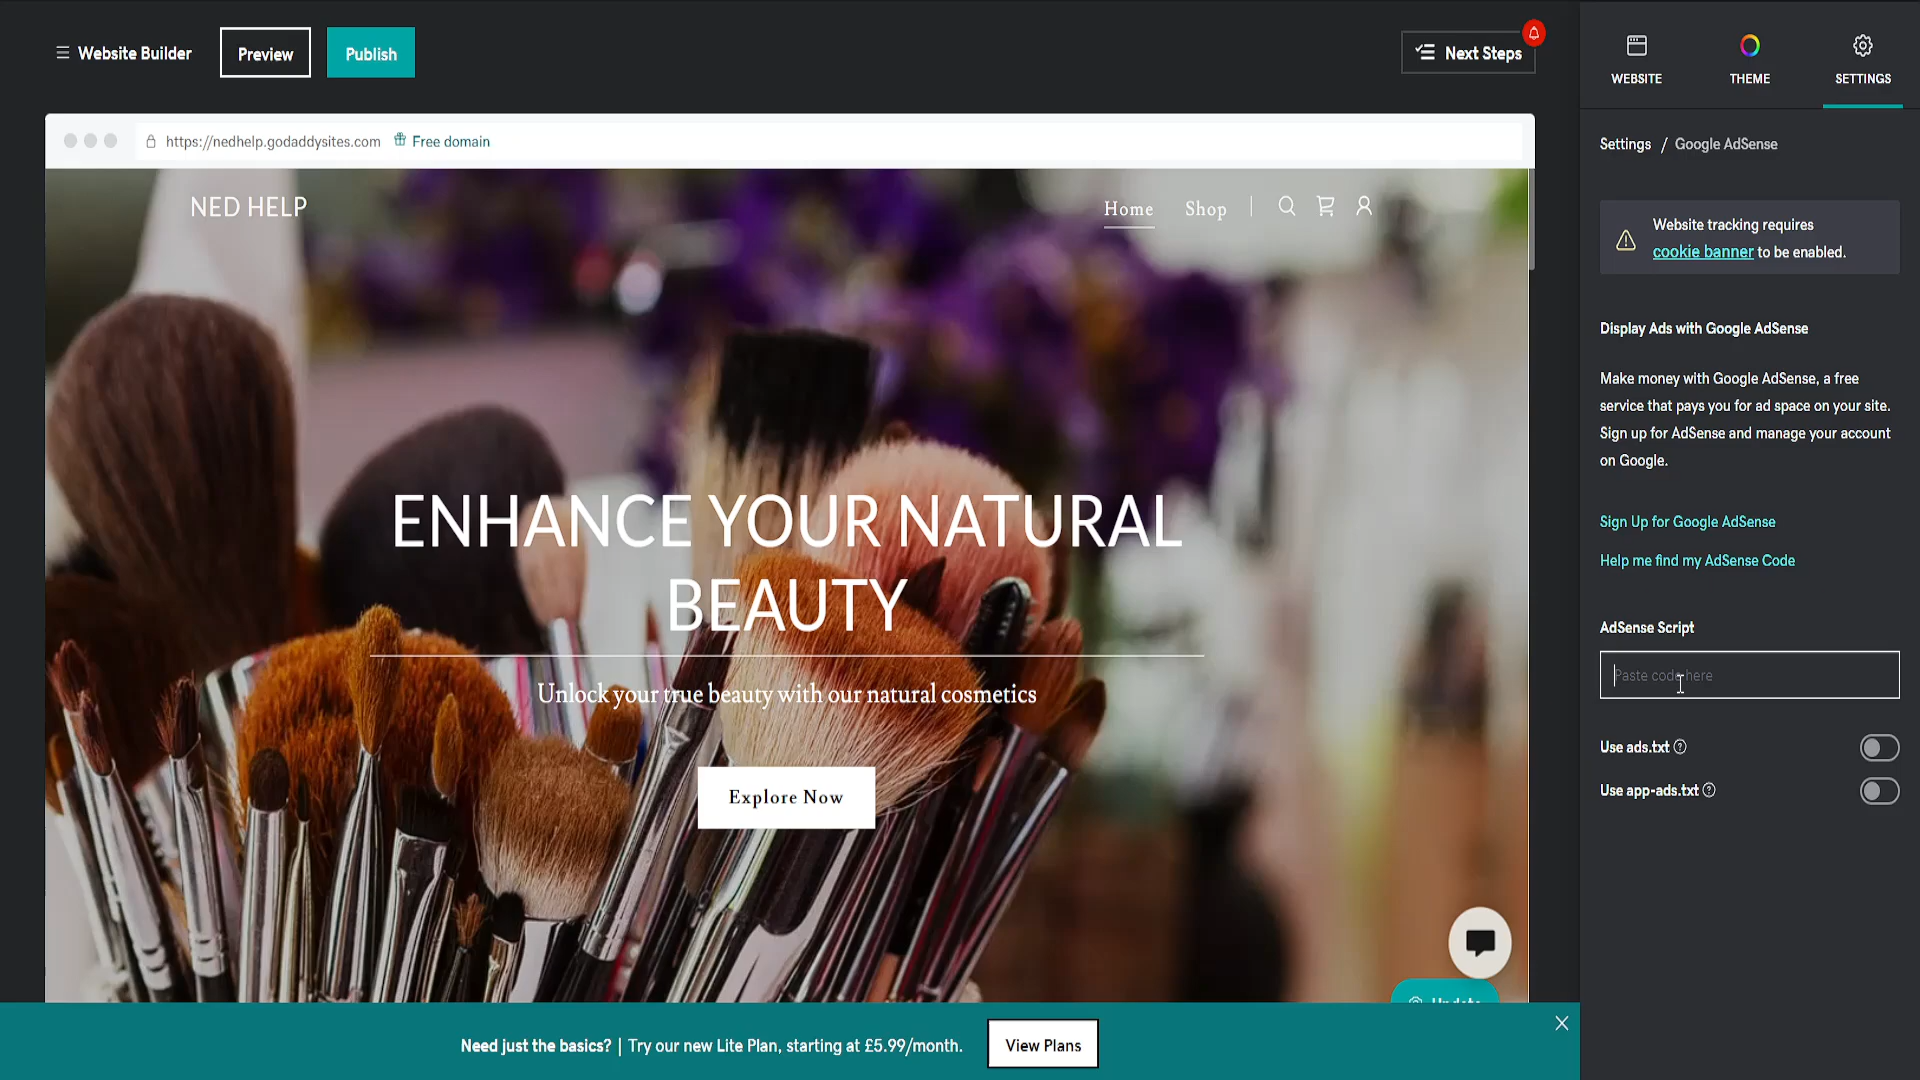 Website Builder
Preview
Publish
Next Steps
WEBSITE
THEME
SETTINGS
https://nedhelp.godaddysites.com
Free domain
Settings / Google AdSense
NED HELP
Home
Shop
Website tracking requires
cookie banner to be enabled.
Display Ads with Google AdSense
Make money with Google AdSense, a free
service that pays you for ad space on your site.
Sign up for AdSense and manage your account
on Google.
ENHANCE YOUR NATURAL
BEAUTY
Sign Up for Google AdSense
Help me find my AdSense Code
Unlock your true beauty with our natural cosmetics
AdSense Script
Paste code here
Explore Now
Use ads.txt
Use app-ads.txt
Update
Need just the basics? | Try our new Lite Plan, starting at £5.99/month.
View Plans